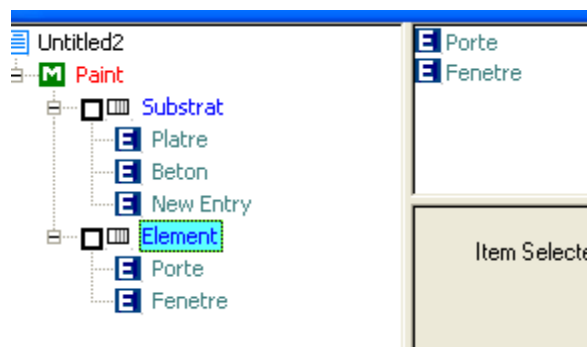 Untitled2
M Paint
Substrat
E Platre
E Beton
E New Entry
Element
E Porte
E Fenetre
E Porte
E Fenetre
Item Selecte